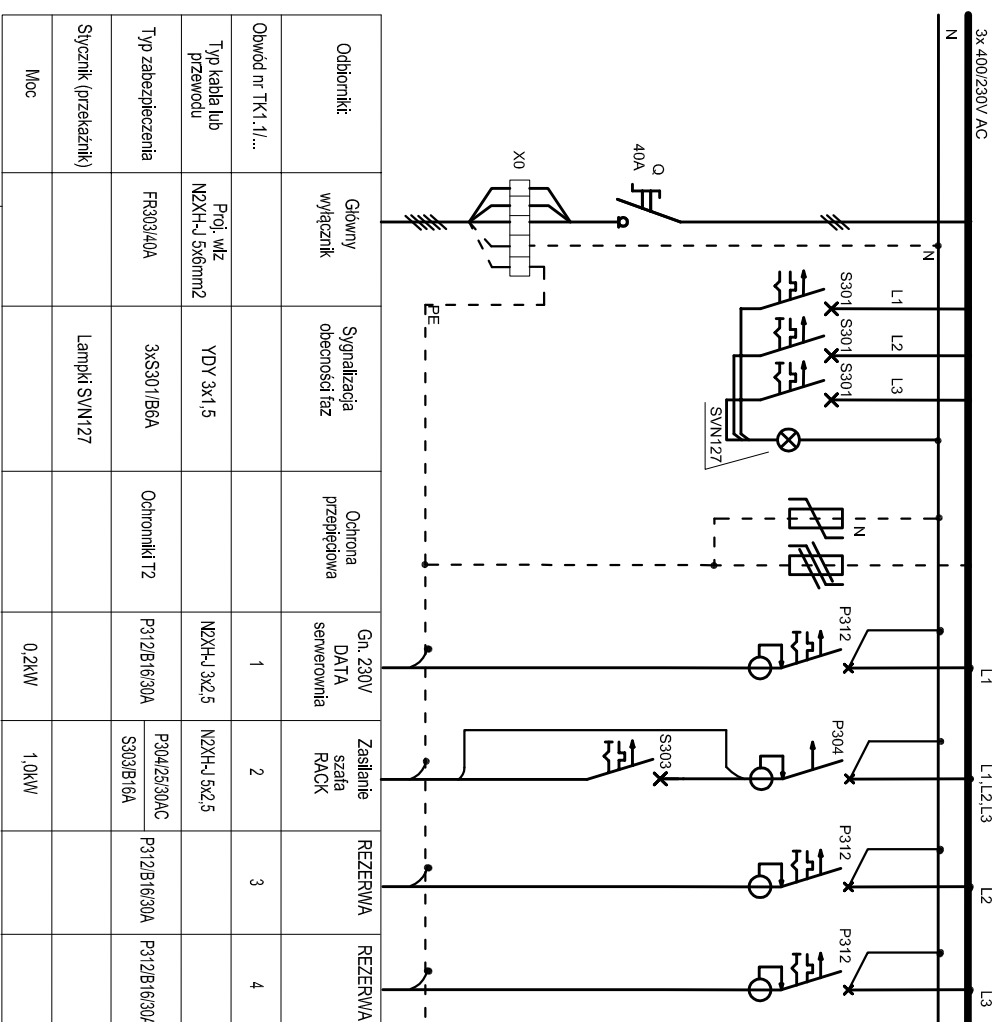 3x 400/230V AC
N
L1
L1,L2,L3
L2
L3
N
L1
L2
L3
Q
40A
S301
S301
S301
N
P312
P304
P312
P312
X0
SVN127
S303
PE
Odbiorniki:
Główny
wyłącznik
Sygnalizacja
obecności faz
Ochrona
przepięciowa
Gn. 230V
DATA
serwerownia
Zasilanie
szafa
RACK
REZERWA
REZERWA
Obwód nr TK1.1/...
1
2
3
4
Typ kabla lub
przewodu
Proj. wlz
N2XH-J 5x6mm2
YDY 3x1,5
N2XH-J 3x2,5
N2XH-J 5x2,5
Typ zabezpieczenia
FR303/40A
3xS301/B6A
Ochronniki T2
P312/B16/30A
P304/25/30AC
S303/B16A
P312/B16/30A
P312/B16/30A
Stycznik (przekaźnik)
Lampki SVN127
Moc
0,2kW
1,0kW